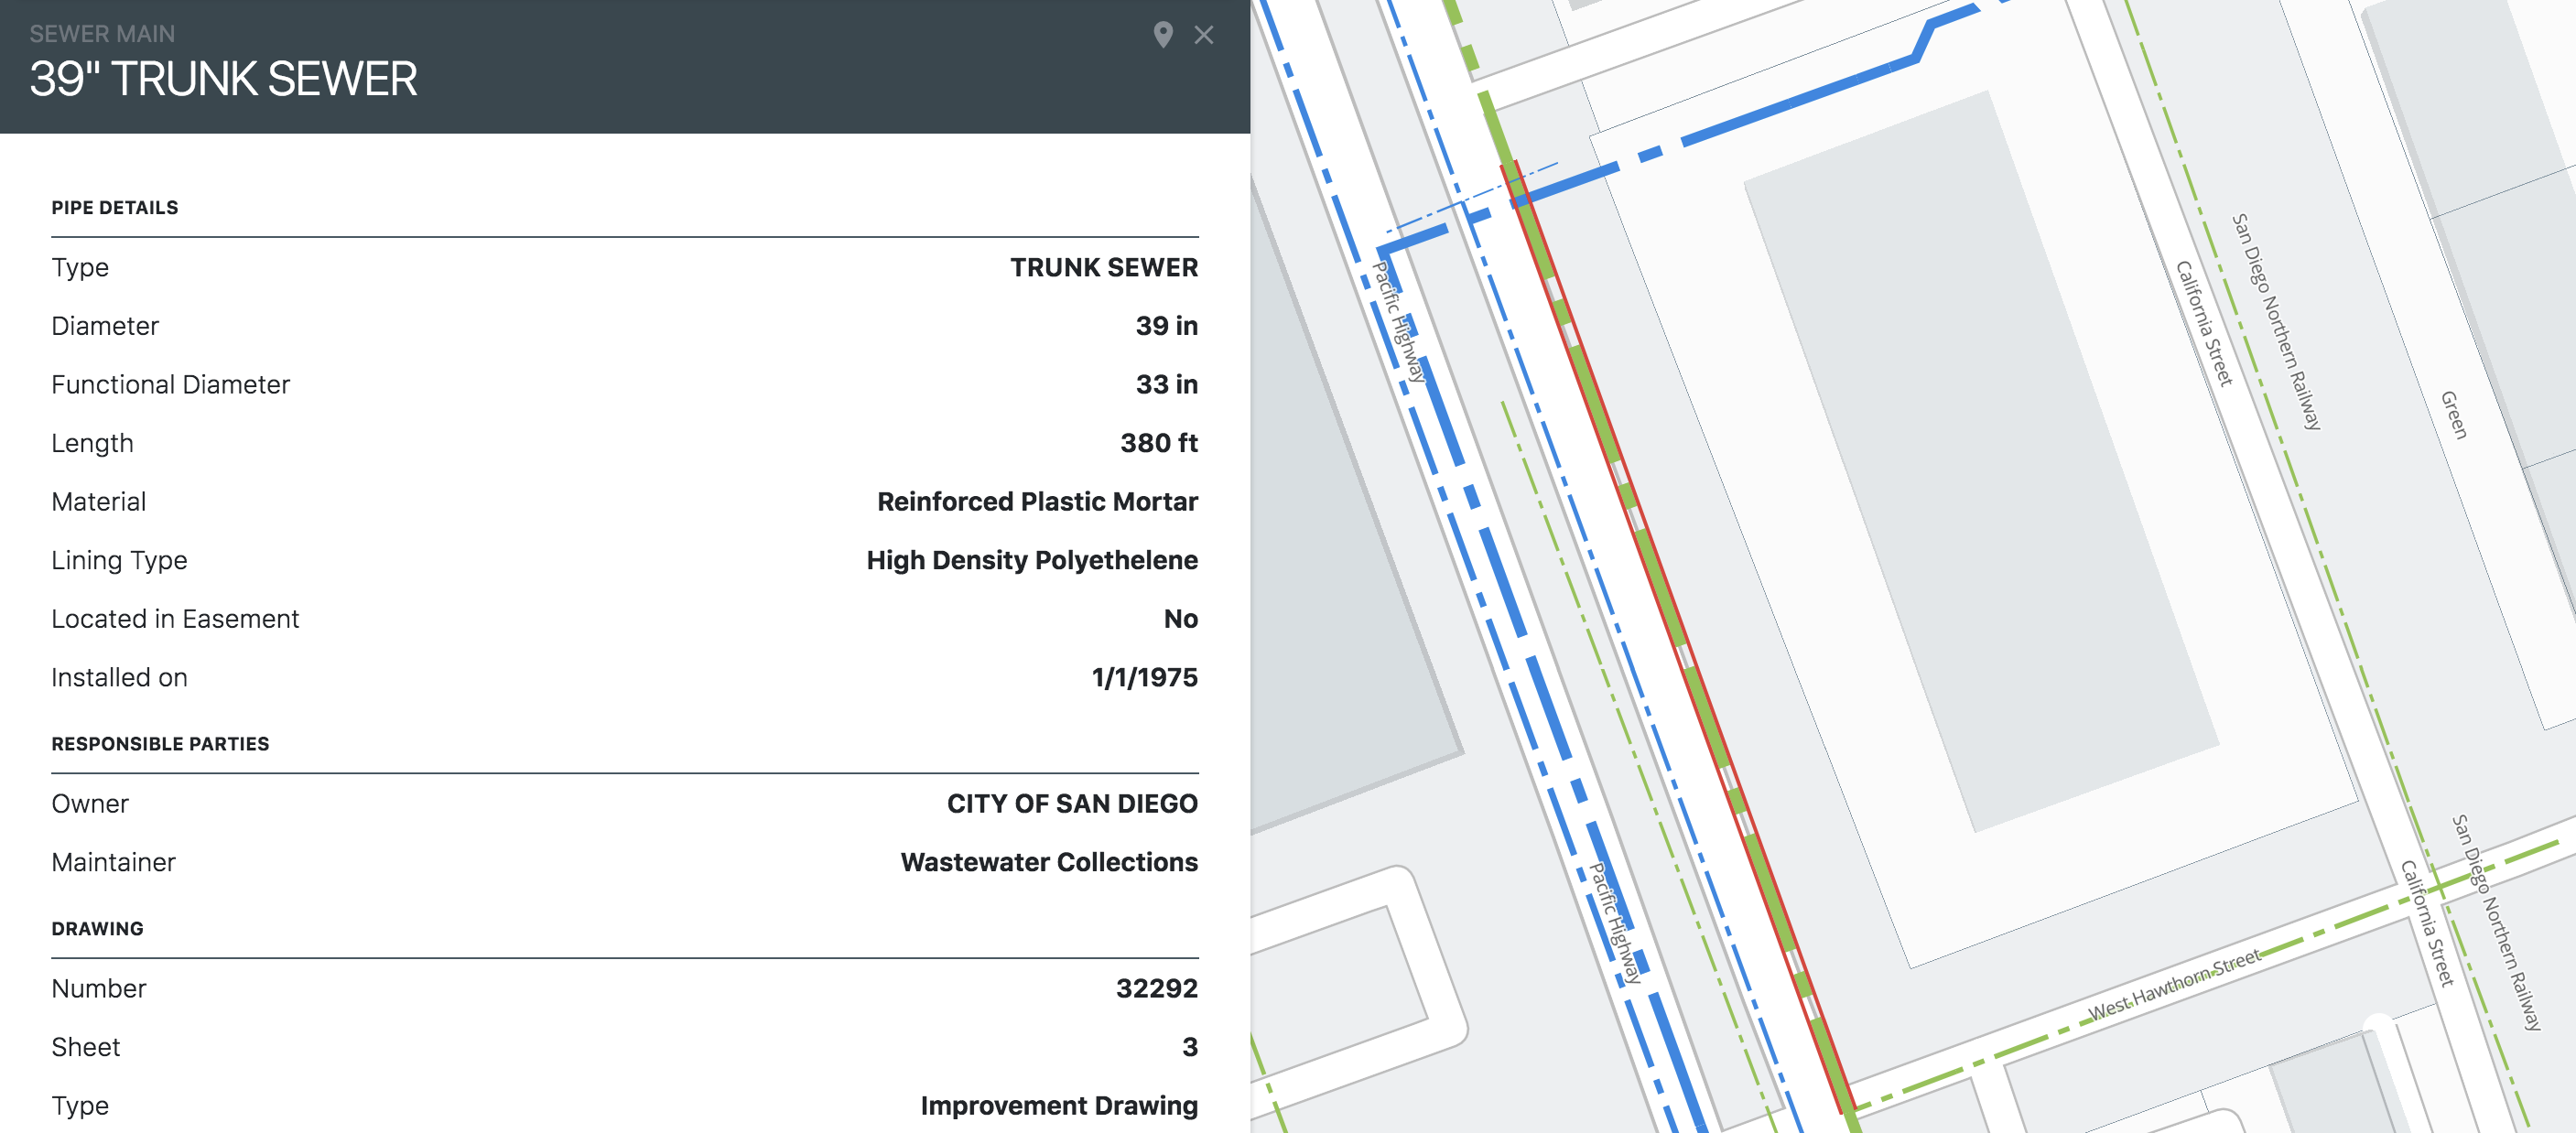 SEWER MAIN
39" TRUNK SEWER
PIPE DETAILS
Type TRUNK SEWER
Diameter 39 in
Functional Diameter 33 in
Length 380 ft
Material Reinforced Plastic Mortar
Lining Type High Density Polyethelene
Located in Easement No
Installed on 1/1/1975
RESPONSIBLE PARTIES
Owner CITY OF SAN DIEGO
Maintainer Wastewater Collections
DRAWING
Number 32292
Sheet 3
Type Improvement Drawing
Pacific Highway
California Street
San Diego Northern Railway
Green
Pacific Highway
West Hawthorn Street
California Street
San Diego Northern Railway